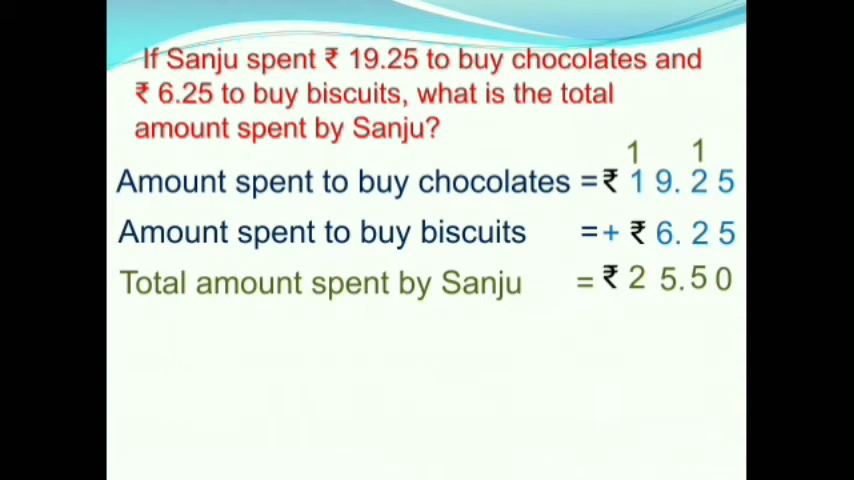 If Sanju spent ₹ 19.25 to buy chocolates and
₹ 6.25 to buy biscuits, what is the total
amount spent by Sanju?
1 1
Amount spent to buy chocolates =₹ 1 9. 2 5
Amount spent to buy biscuits =+ ₹ 6. 2 5
Total amount spent by Sanju = ₹ 2 5.5 0